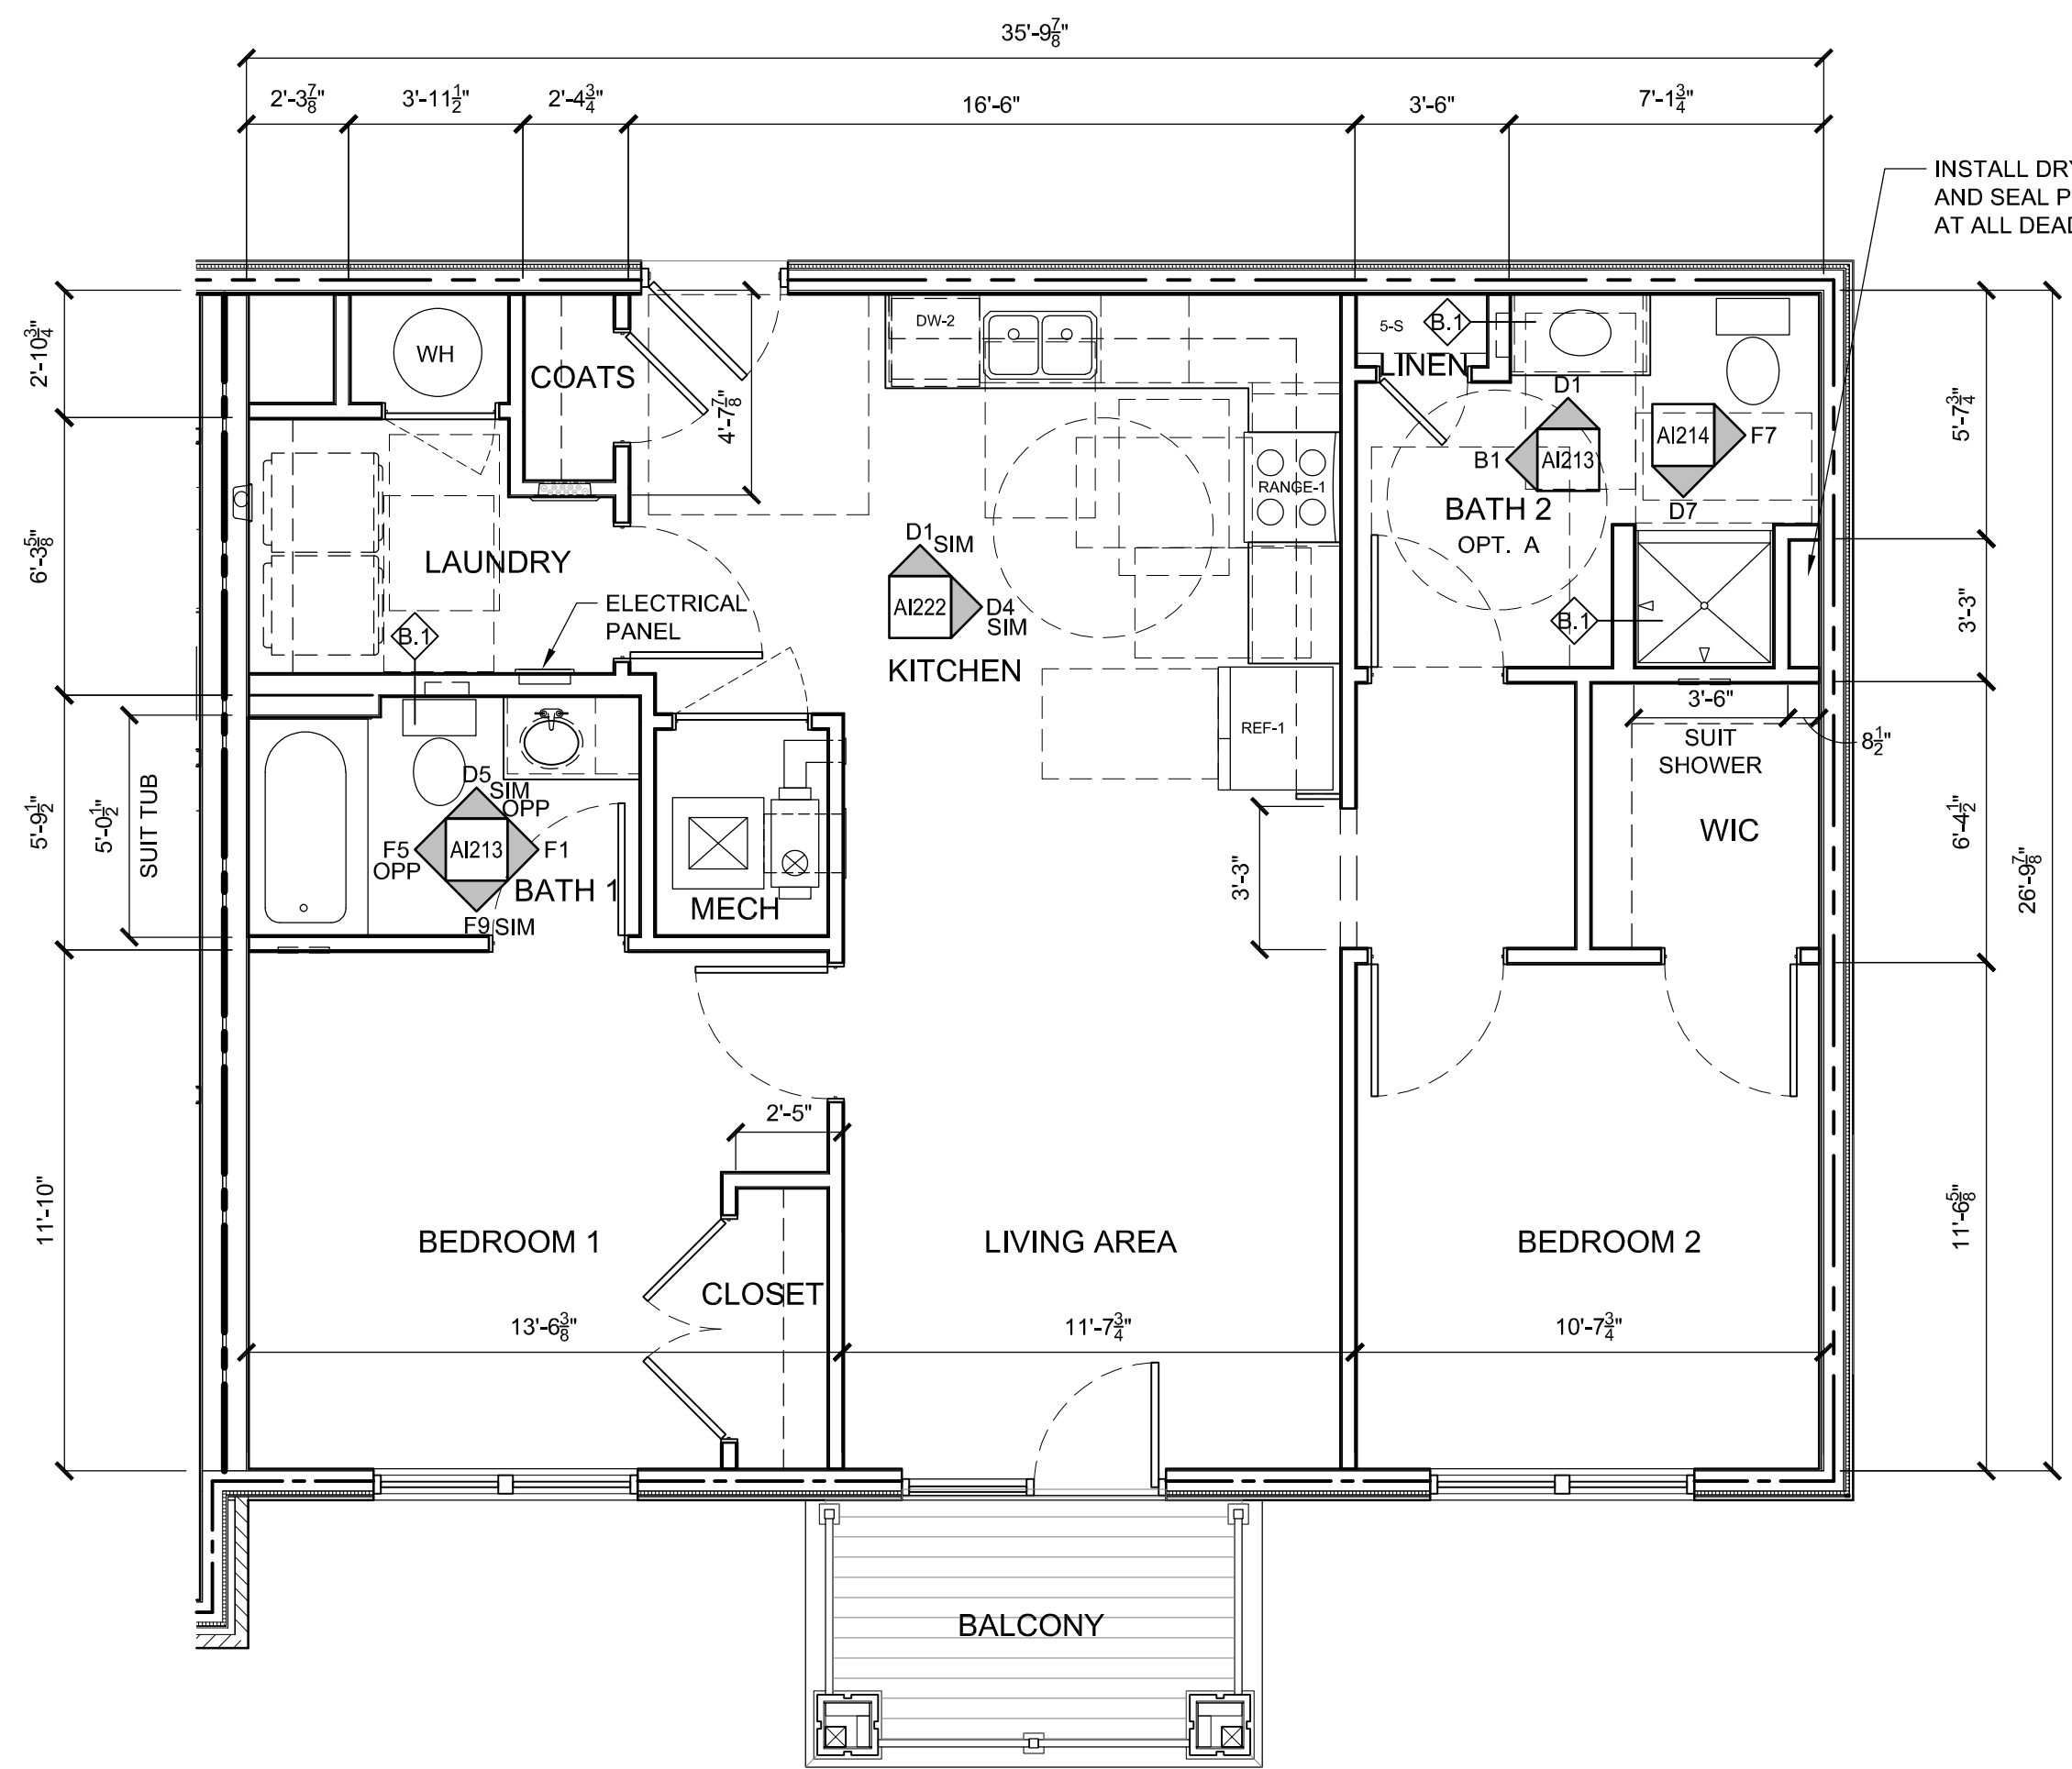 35'-9 7/8"
2'-3 7/8" 3'-11 1/2" 2'-4 3/4" 16'-6" 3'-6" 7'-1 3/4"
INSTALL DRY
AND SEAL P
AT ALL DEAD
2'-10 3/4"
WH
COATS
4'-7 7/8"
DW-2
5-S
B.1
LINEN
D1
AI213
B1
AI214
F7
D7
5'-7 3/4"
BATH 2
OPT. A
RANGE-1
6'-3 5/8"
LAUNDRY
ELECTRICAL
PANEL
B.1
D1
SIM
AI222
D4
SIM
KITCHEN
B.1
3'-3"
REF-1
3'-6"
SUIT
SHOWER
8 1/2"
WIC
6'-4 1/2"
26'-9 7/8"
5'-9 1/2"
5'-0 1/2"
SUIT TUB
D5
SIM
OPP
F5
OPP
AI213
F1
F9 SIM
BATH 1
MECH
3'-3"
2'-5"
11'-10"
BEDROOM 1
CLOSET
LIVING AREA
BEDROOM 2
11'-6 5/8"
13'-6 3/8" 11'-7 3/4" 10'-7 3/4"
BALCONY